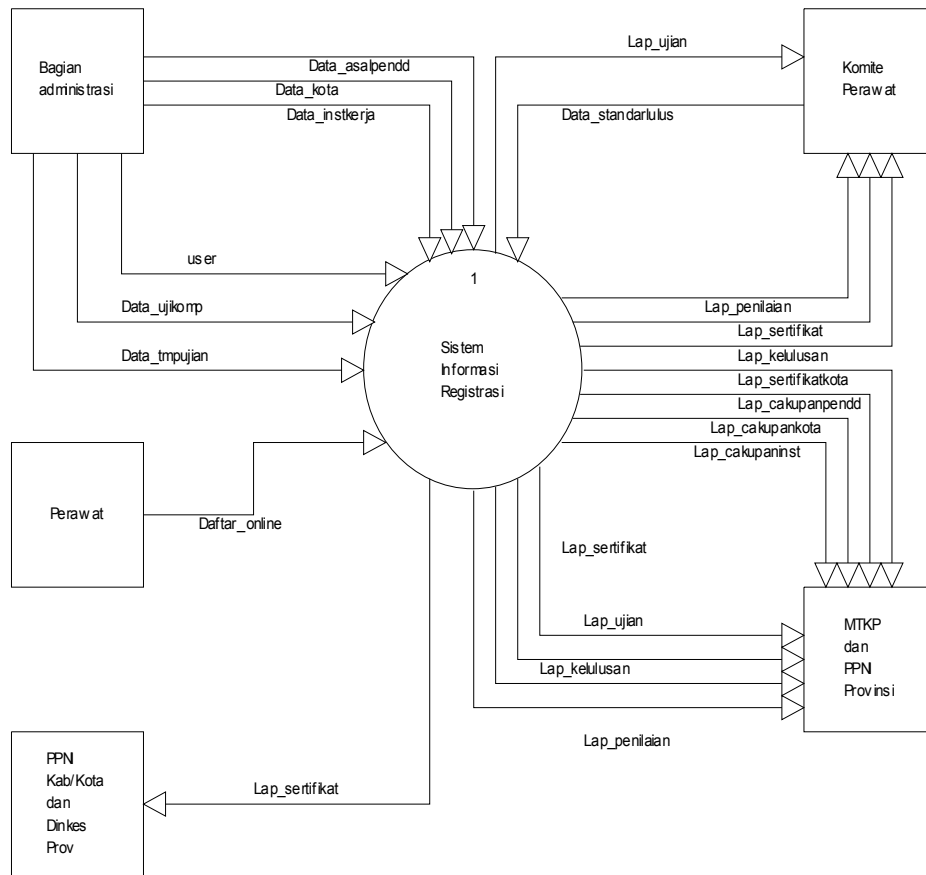 Bagian
administrasi
Data_asalpendd
Data_kota
Data_instkerja
Lap_ujian
Data_standarlulus
Komite
Perawat
user
Data_ujikomp
Data_tmpujian
1
Sistem
Informasi
Registrasi
Lap_penilaian
Lap_sertifikat
Lap_kelulusan
Lap_sertifikatkota
Lap_cakupanpendd
Lap_cakupankota
Lap_cakupaninst
Perawat
Daftar_online
Lap_sertifikat
Lap_ujian
Lap_kelulusan
Lap_penilaian
MTKP
dan
PPNI
Provinsi
PPNI
Kab/Kota
dan
Dinkes
Prov
Lap_sertifikat